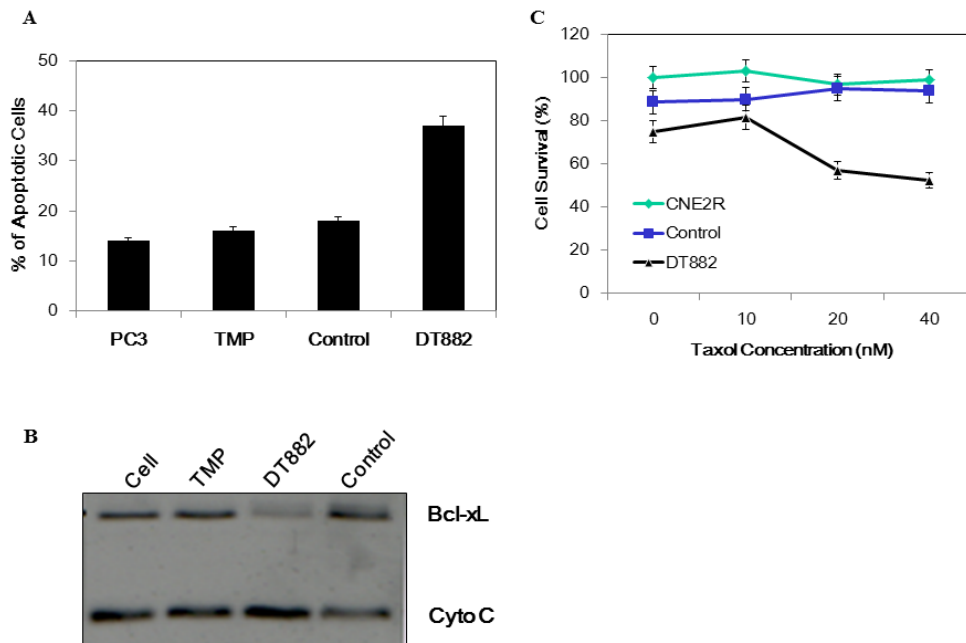 A
% of Apoptotic Cells
50
40
30
20
10
0
PC3 TMP Control DT882
C
Cell Survival (%)
120
100
80
60
40
20
0
CNE2R
Control
DT882
0 10 20 40
Taxol Concentration (nM)
B
Cell TMP DT882 Control
Bcl-xL
Cyto C